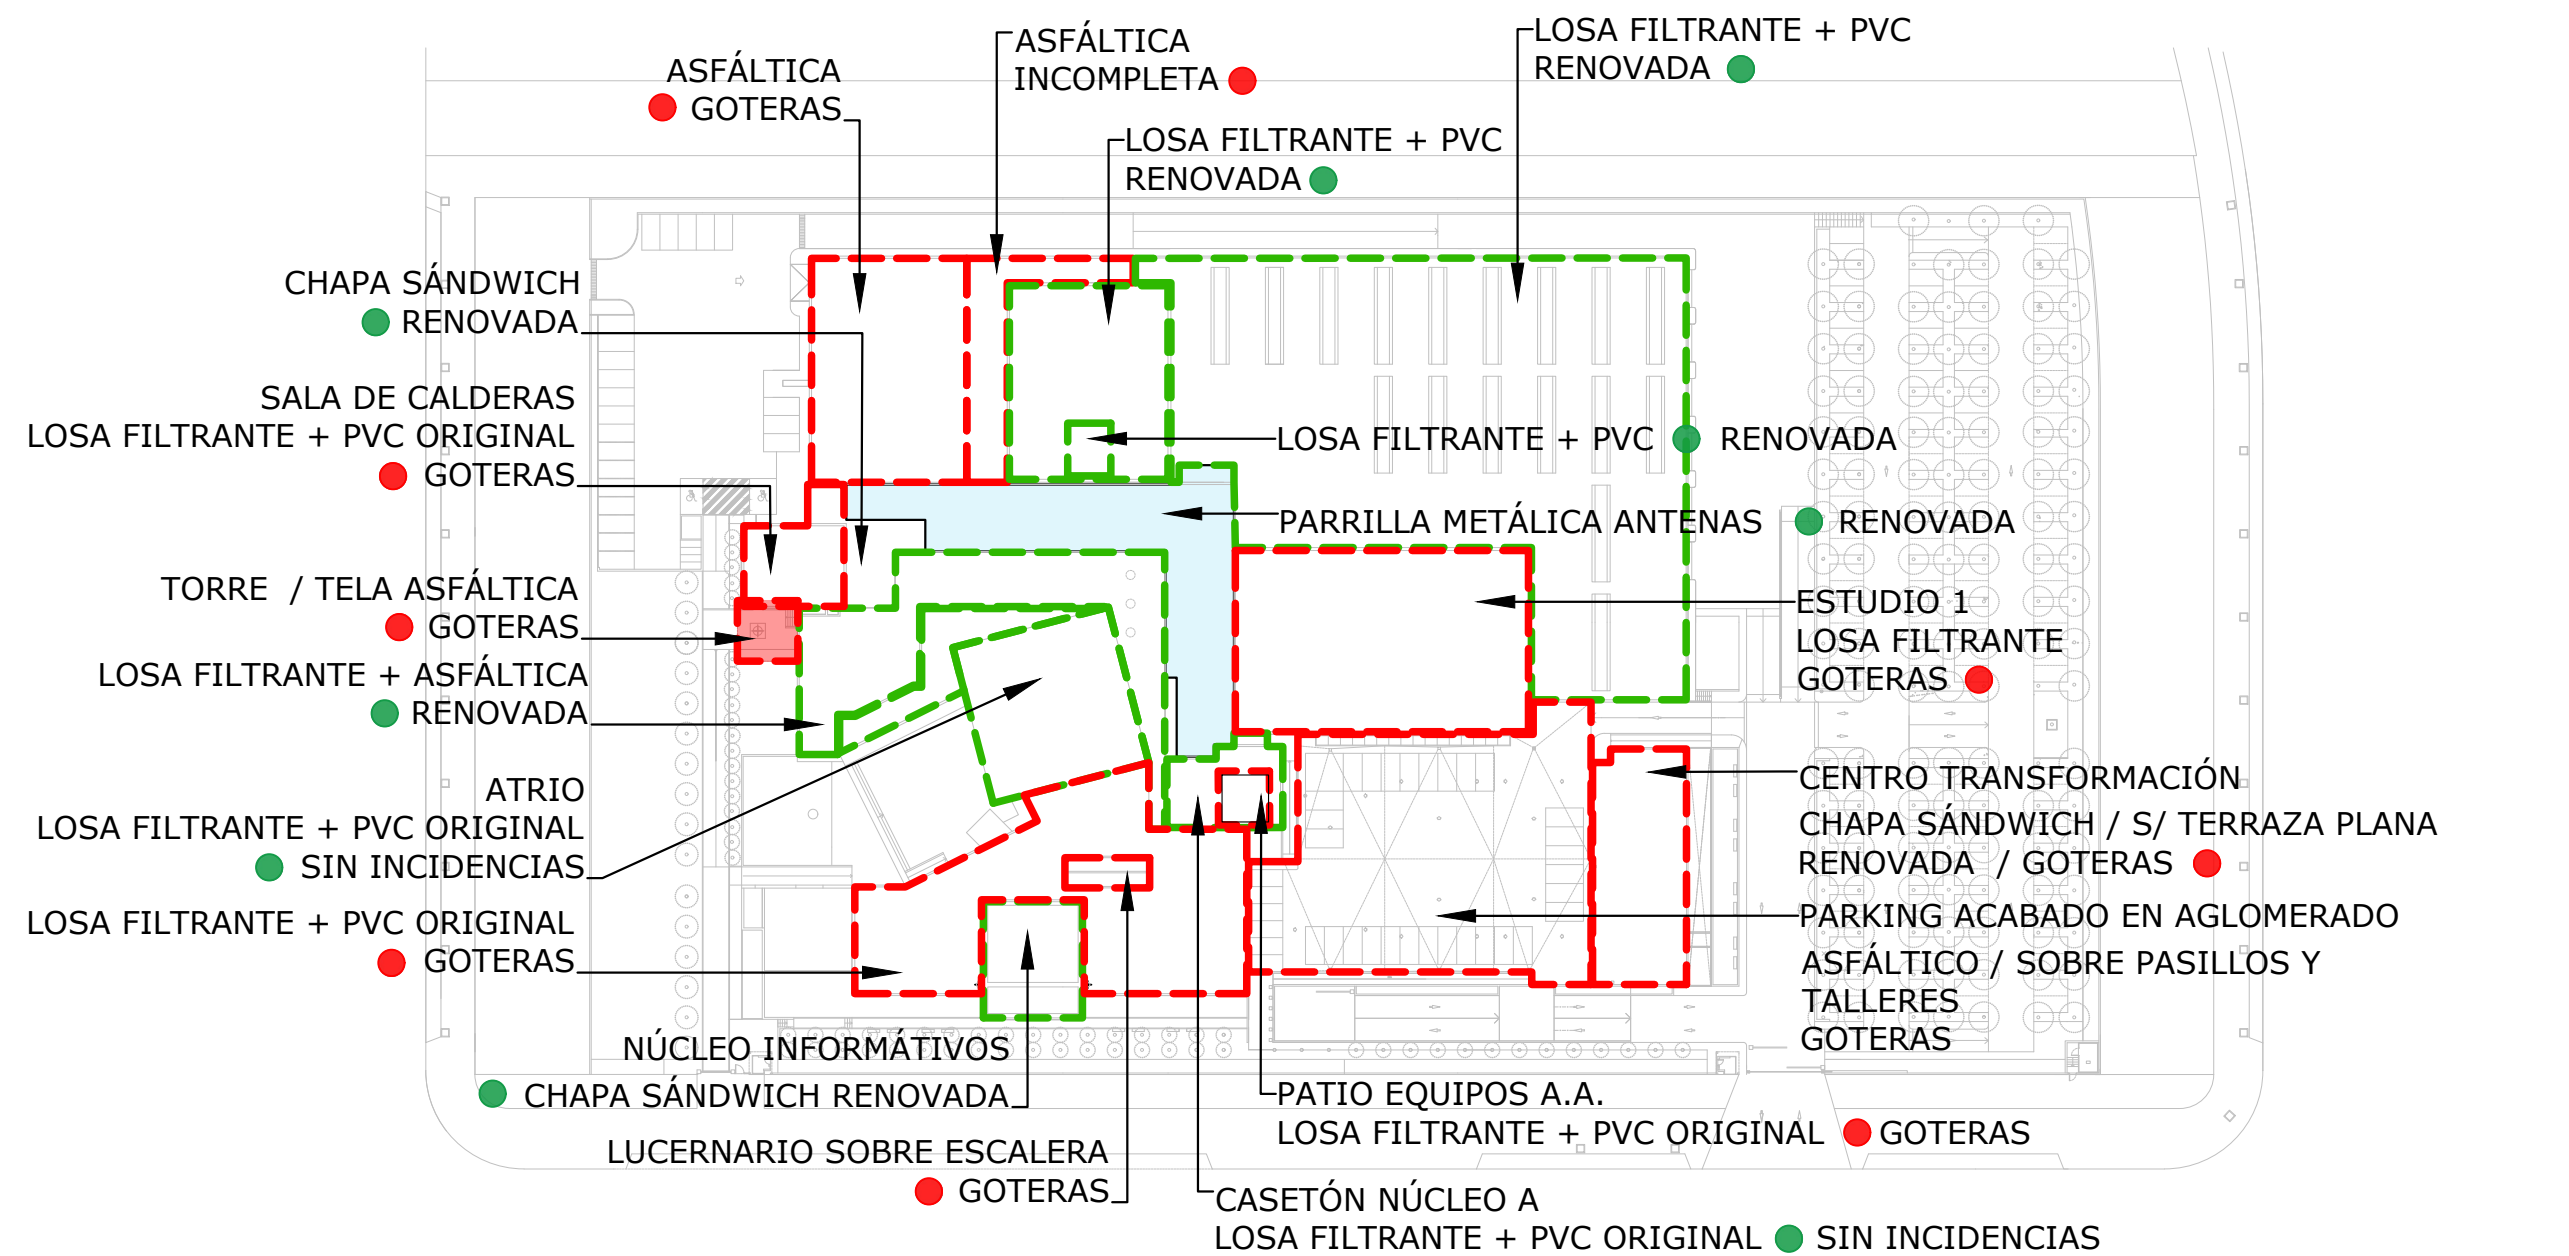 ASFÁLTICA
GOTERAS
ASFÁLTICA
INCOMPLETA
LOSA FILTRANTE + PVC
RENOVADA
LOSA FILTRANTE + PVC
RENOVADA
CHAPA SÁNDWICH
RENOVADA
SALA DE CALDERAS
LOSA FILTRANTE + PVC ORIGINAL
GOTERAS
LOSA FILTRANTE + PVC RENOVADA
PARRILLA METÁLICA ANTENAS RENOVADA
TORRE / TELA ASFÁLTICA
GOTERAS
ESTUDIO 1
LOSA FILTRANTE
GOTERAS
LOSA FILTRANTE + ASFÁLTICA
RENOVADA
ATRIO
LOSA FILTRANTE + PVC ORIGINAL
SIN INCIDENCIAS
CENTRO TRANSFORMACIÓN
CHAPA SÁNDWICH / S/ TERRAZA PLANA
RENOVADA / GOTERAS
LOSA FILTRANTE + PVC ORIGINAL
GOTERAS
PARKING ACABADO EN AGLOMERADO
ASFÁLTICO / SOBRE PASILLOS Y
TALLERES
GOTERAS
NÚCLEO INFORMÁTIVOS
CHAPA SÁNDWICH RENOVADA
PATIO EQUIPOS A.A.
LOSA FILTRANTE + PVC ORIGINAL GOTERAS
LUCERNARIO SOBRE ESCALERA
GOTERAS
CASETÓN NÚCLEO A
LOSA FILTRANTE + PVC ORIGINAL SIN INCIDENCIAS